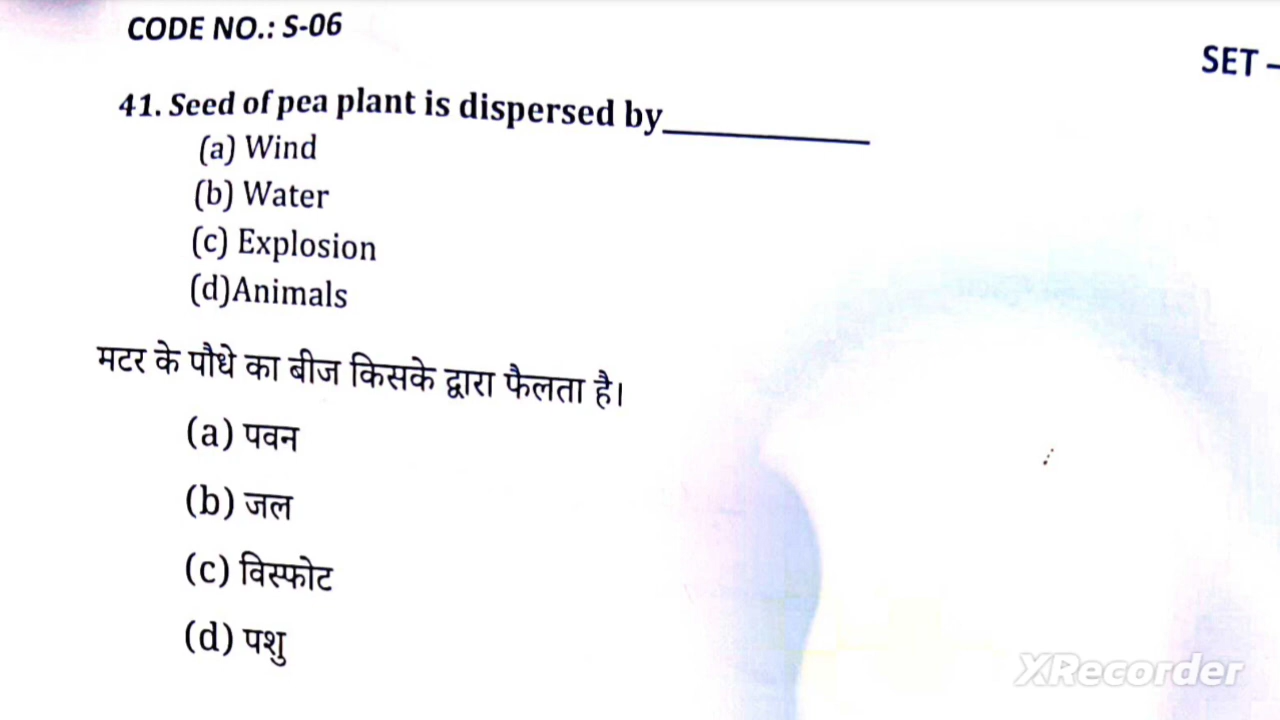 CODE NO.: S-06
SET –
41. Seed of pea plant is dispersed by__________
(a) Wind
(b) Water
(c) Explosion
(d)Animals
मटर के पौधे का बीज किसके द्वारा फैलता है।
(a) पवन
(b) जल
(c) विस्फोट
(d) पशु
XRecorder